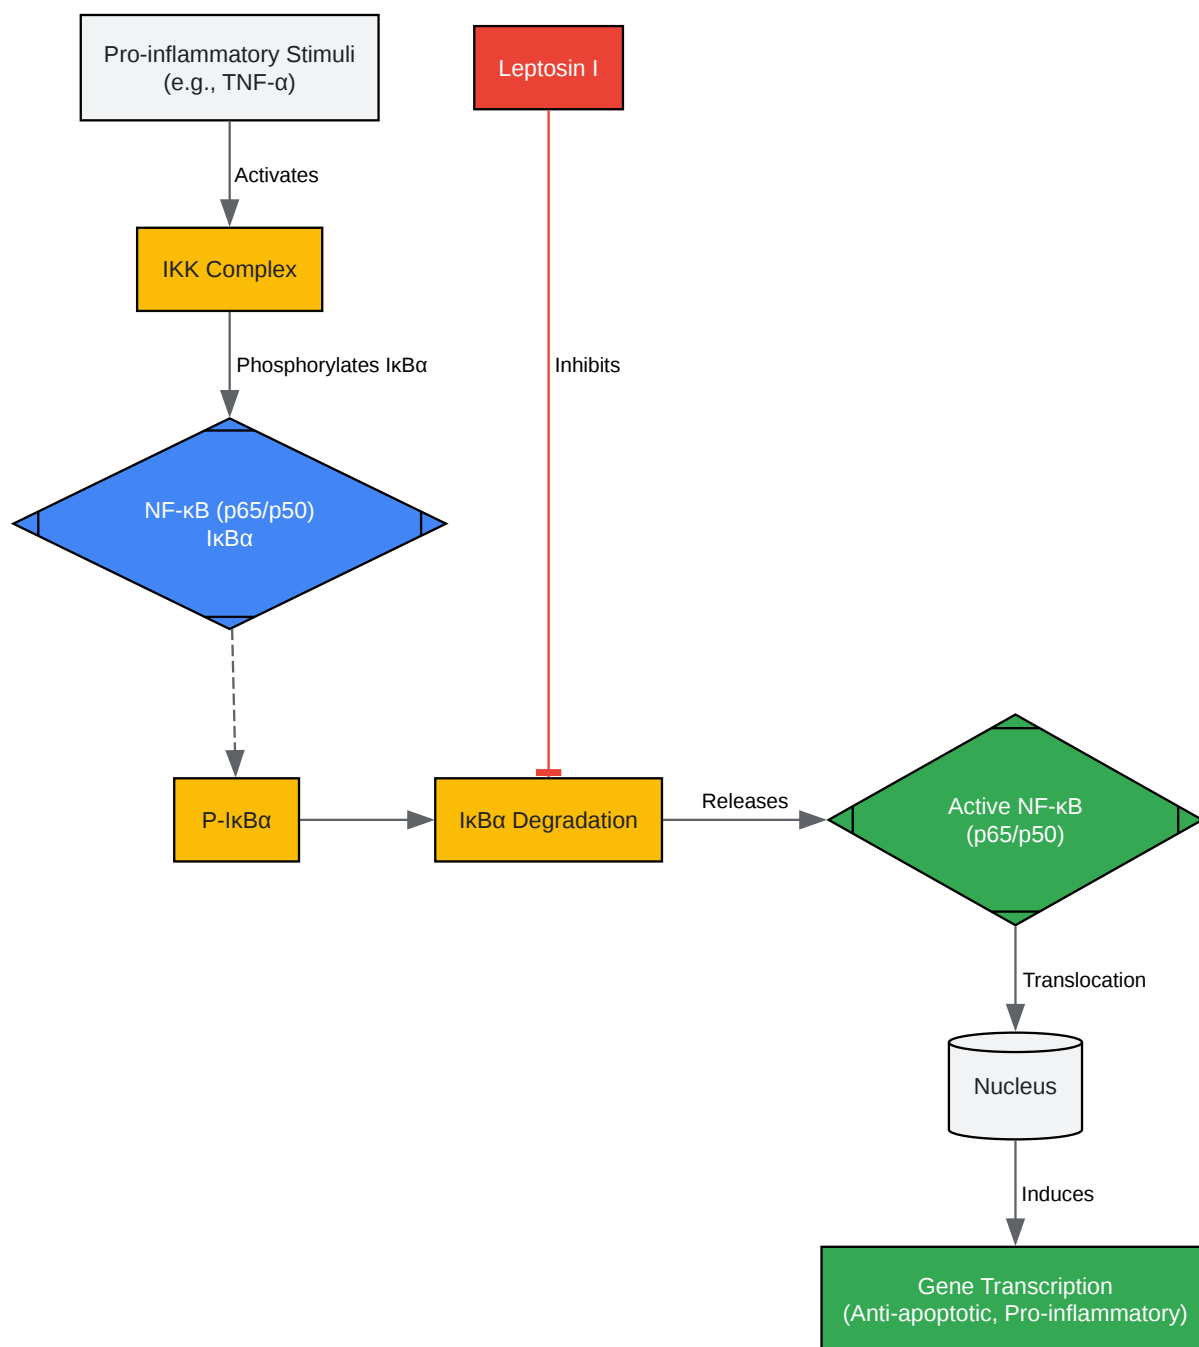 Pro-inflammatory Stimuli
(e.g., TNF-α)
Leptosin I
Activates
IKK Complex
Phosphorylates IκBα
Inhibits
NF-κB (p65/p50)
IκBα
P-IκBα
IκBα Degradation
Releases
Active NF-κB
(p65/p50)
Translocation
Nucleus
Induces
Gene Transcription
(Anti-apoptotic, Pro-inflammatory)